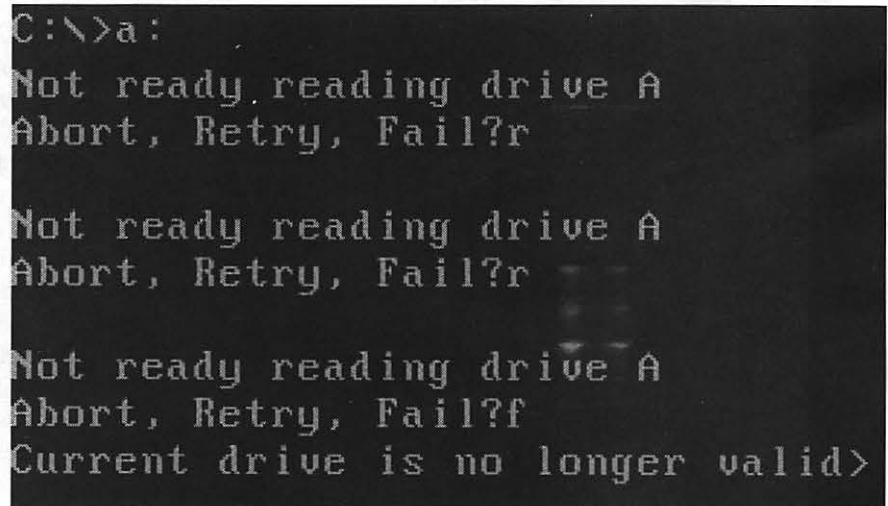 C:\>a:
Not ready reading drive A
Abort, Retry, Fail?r
Not ready reading drive A
Abort, Retry, Fail?r
Not ready reading drive A
Abort, Retry, Fail?f
Current drive is no longer valid>